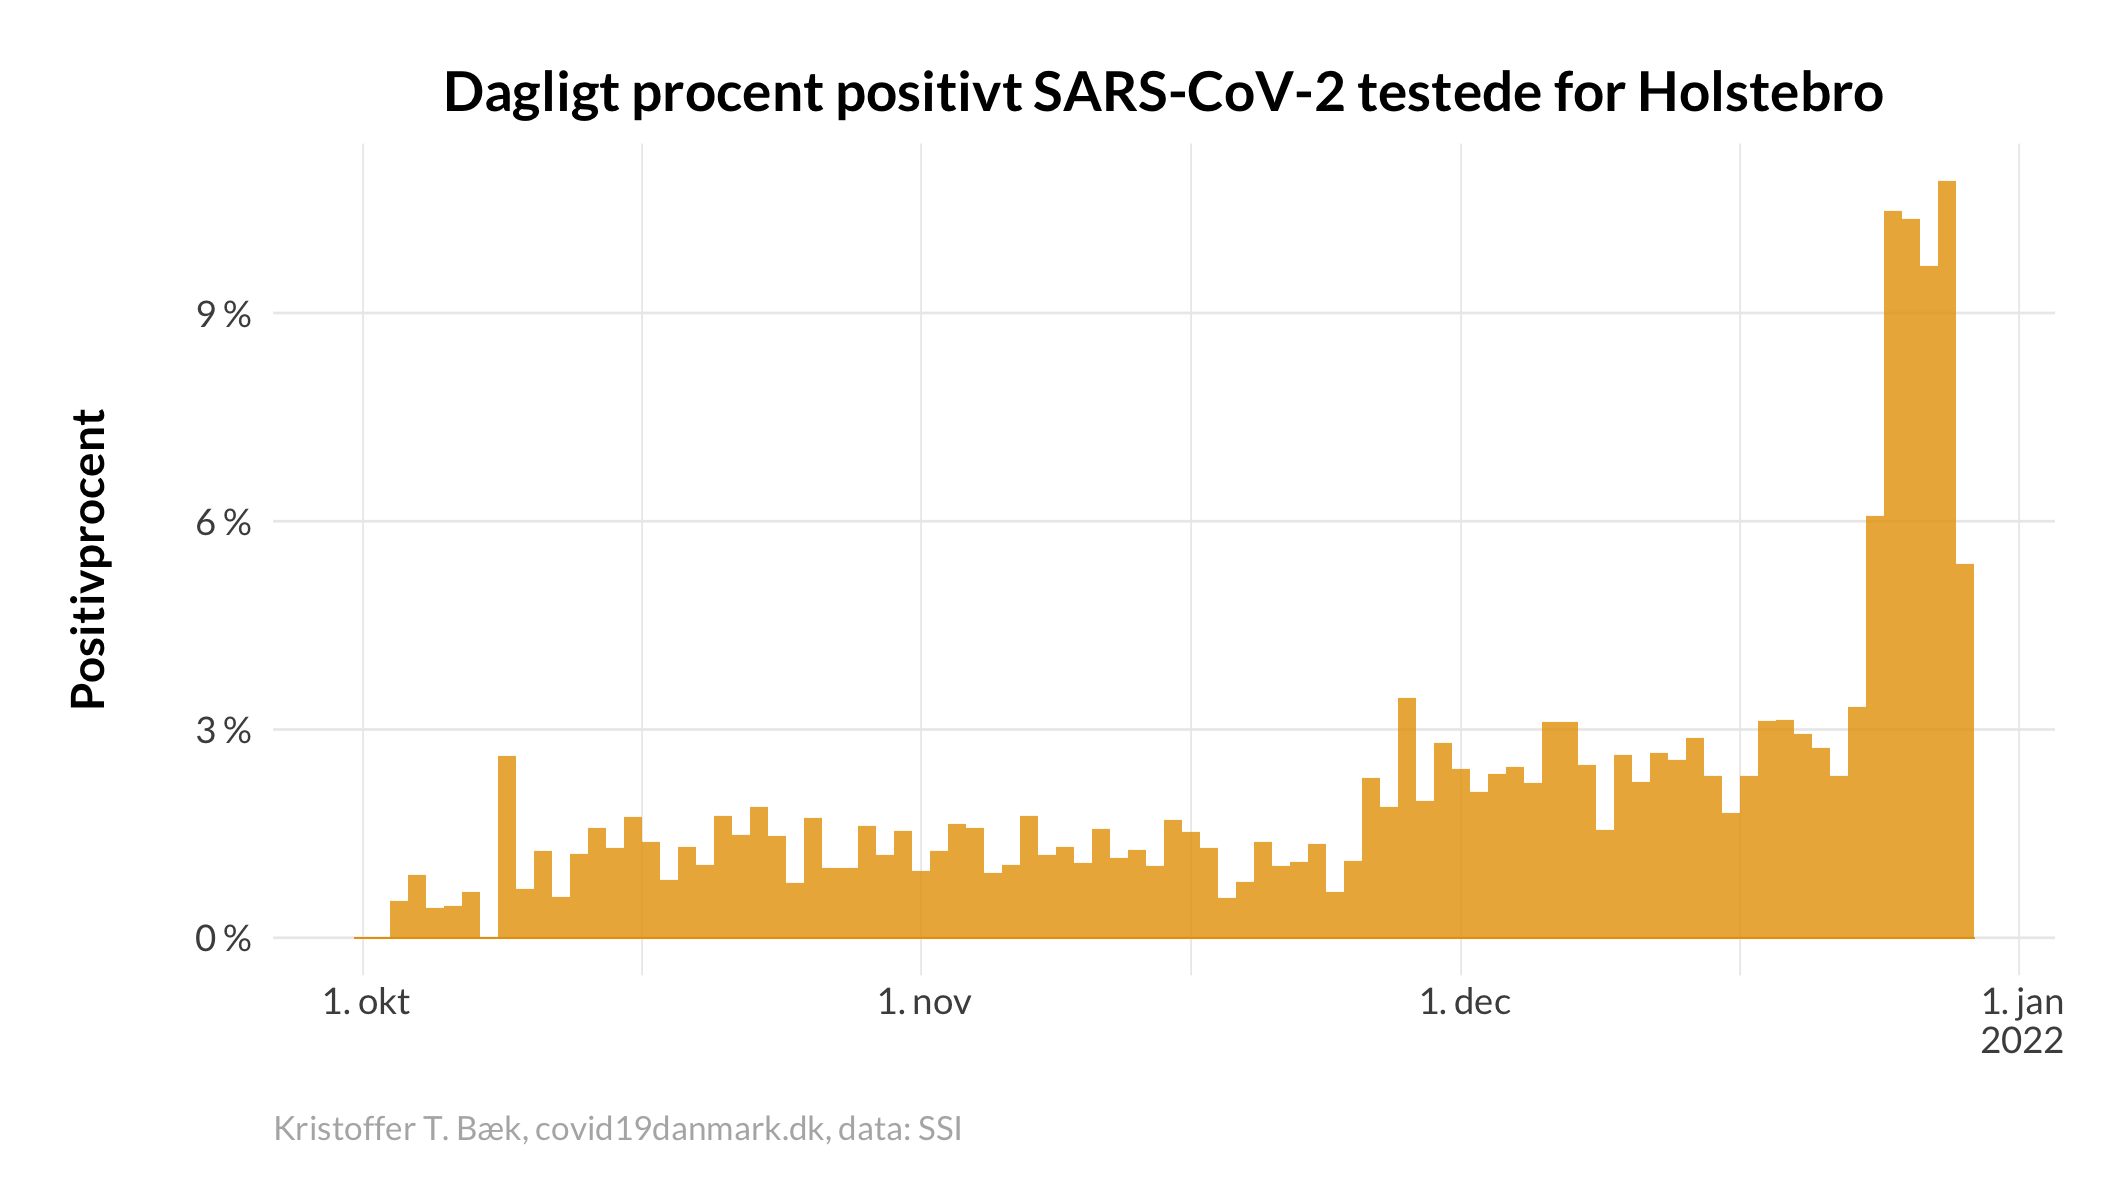 Dagligt procent positivt SARS-CoV-2 testede for Holstebro
Positivprocent
9 %
6 %
3 %
0 %
1. okt
1. nov
1. dec
1. jan
2022
Kristoffer T. Bæk, covid19danmark.dk, data: SSI